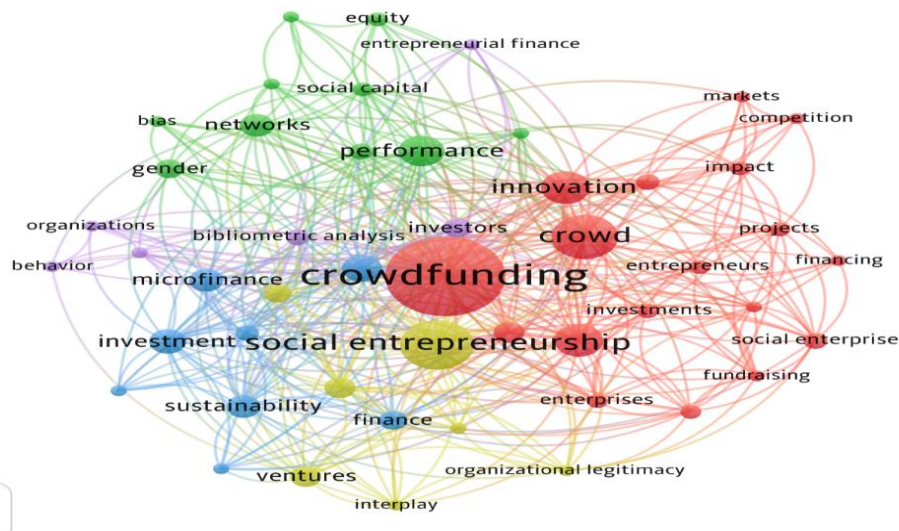 equity
entrepreneurial finance
social capital
markets
competition
bias
networks
performance
gender
impact
innovation
organizations
bibliometric analysis
investors
crowd
projects
behavior
microfinance
crowdfunding
entrepreneurs
financing
investments
investment
social entrepreneurship
social enterprise
fundraising
sustainability
finance
enterprises
ventures
organizational legitimacy
interplay